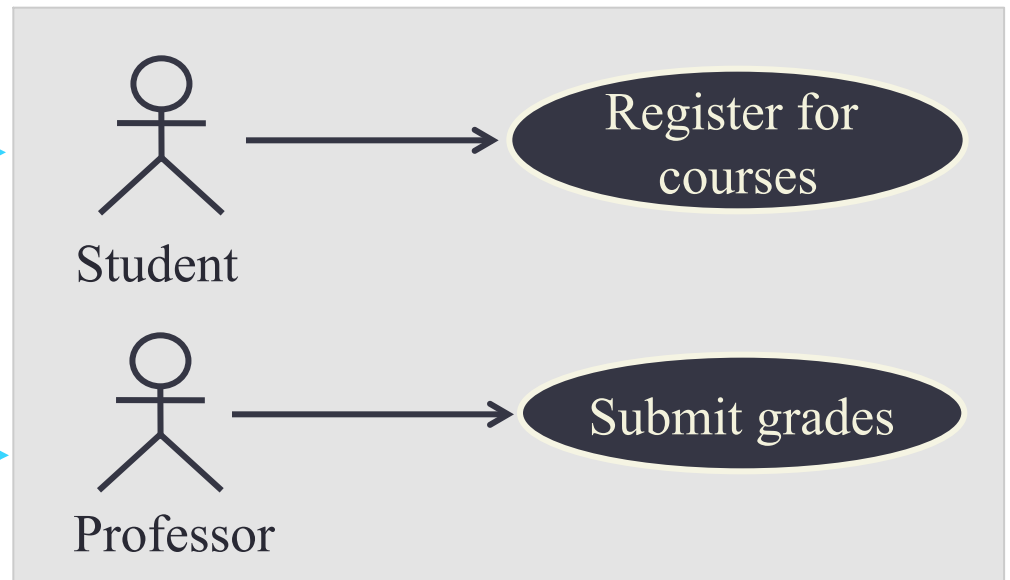 Register for
courses
Student
Submit grades
Professor